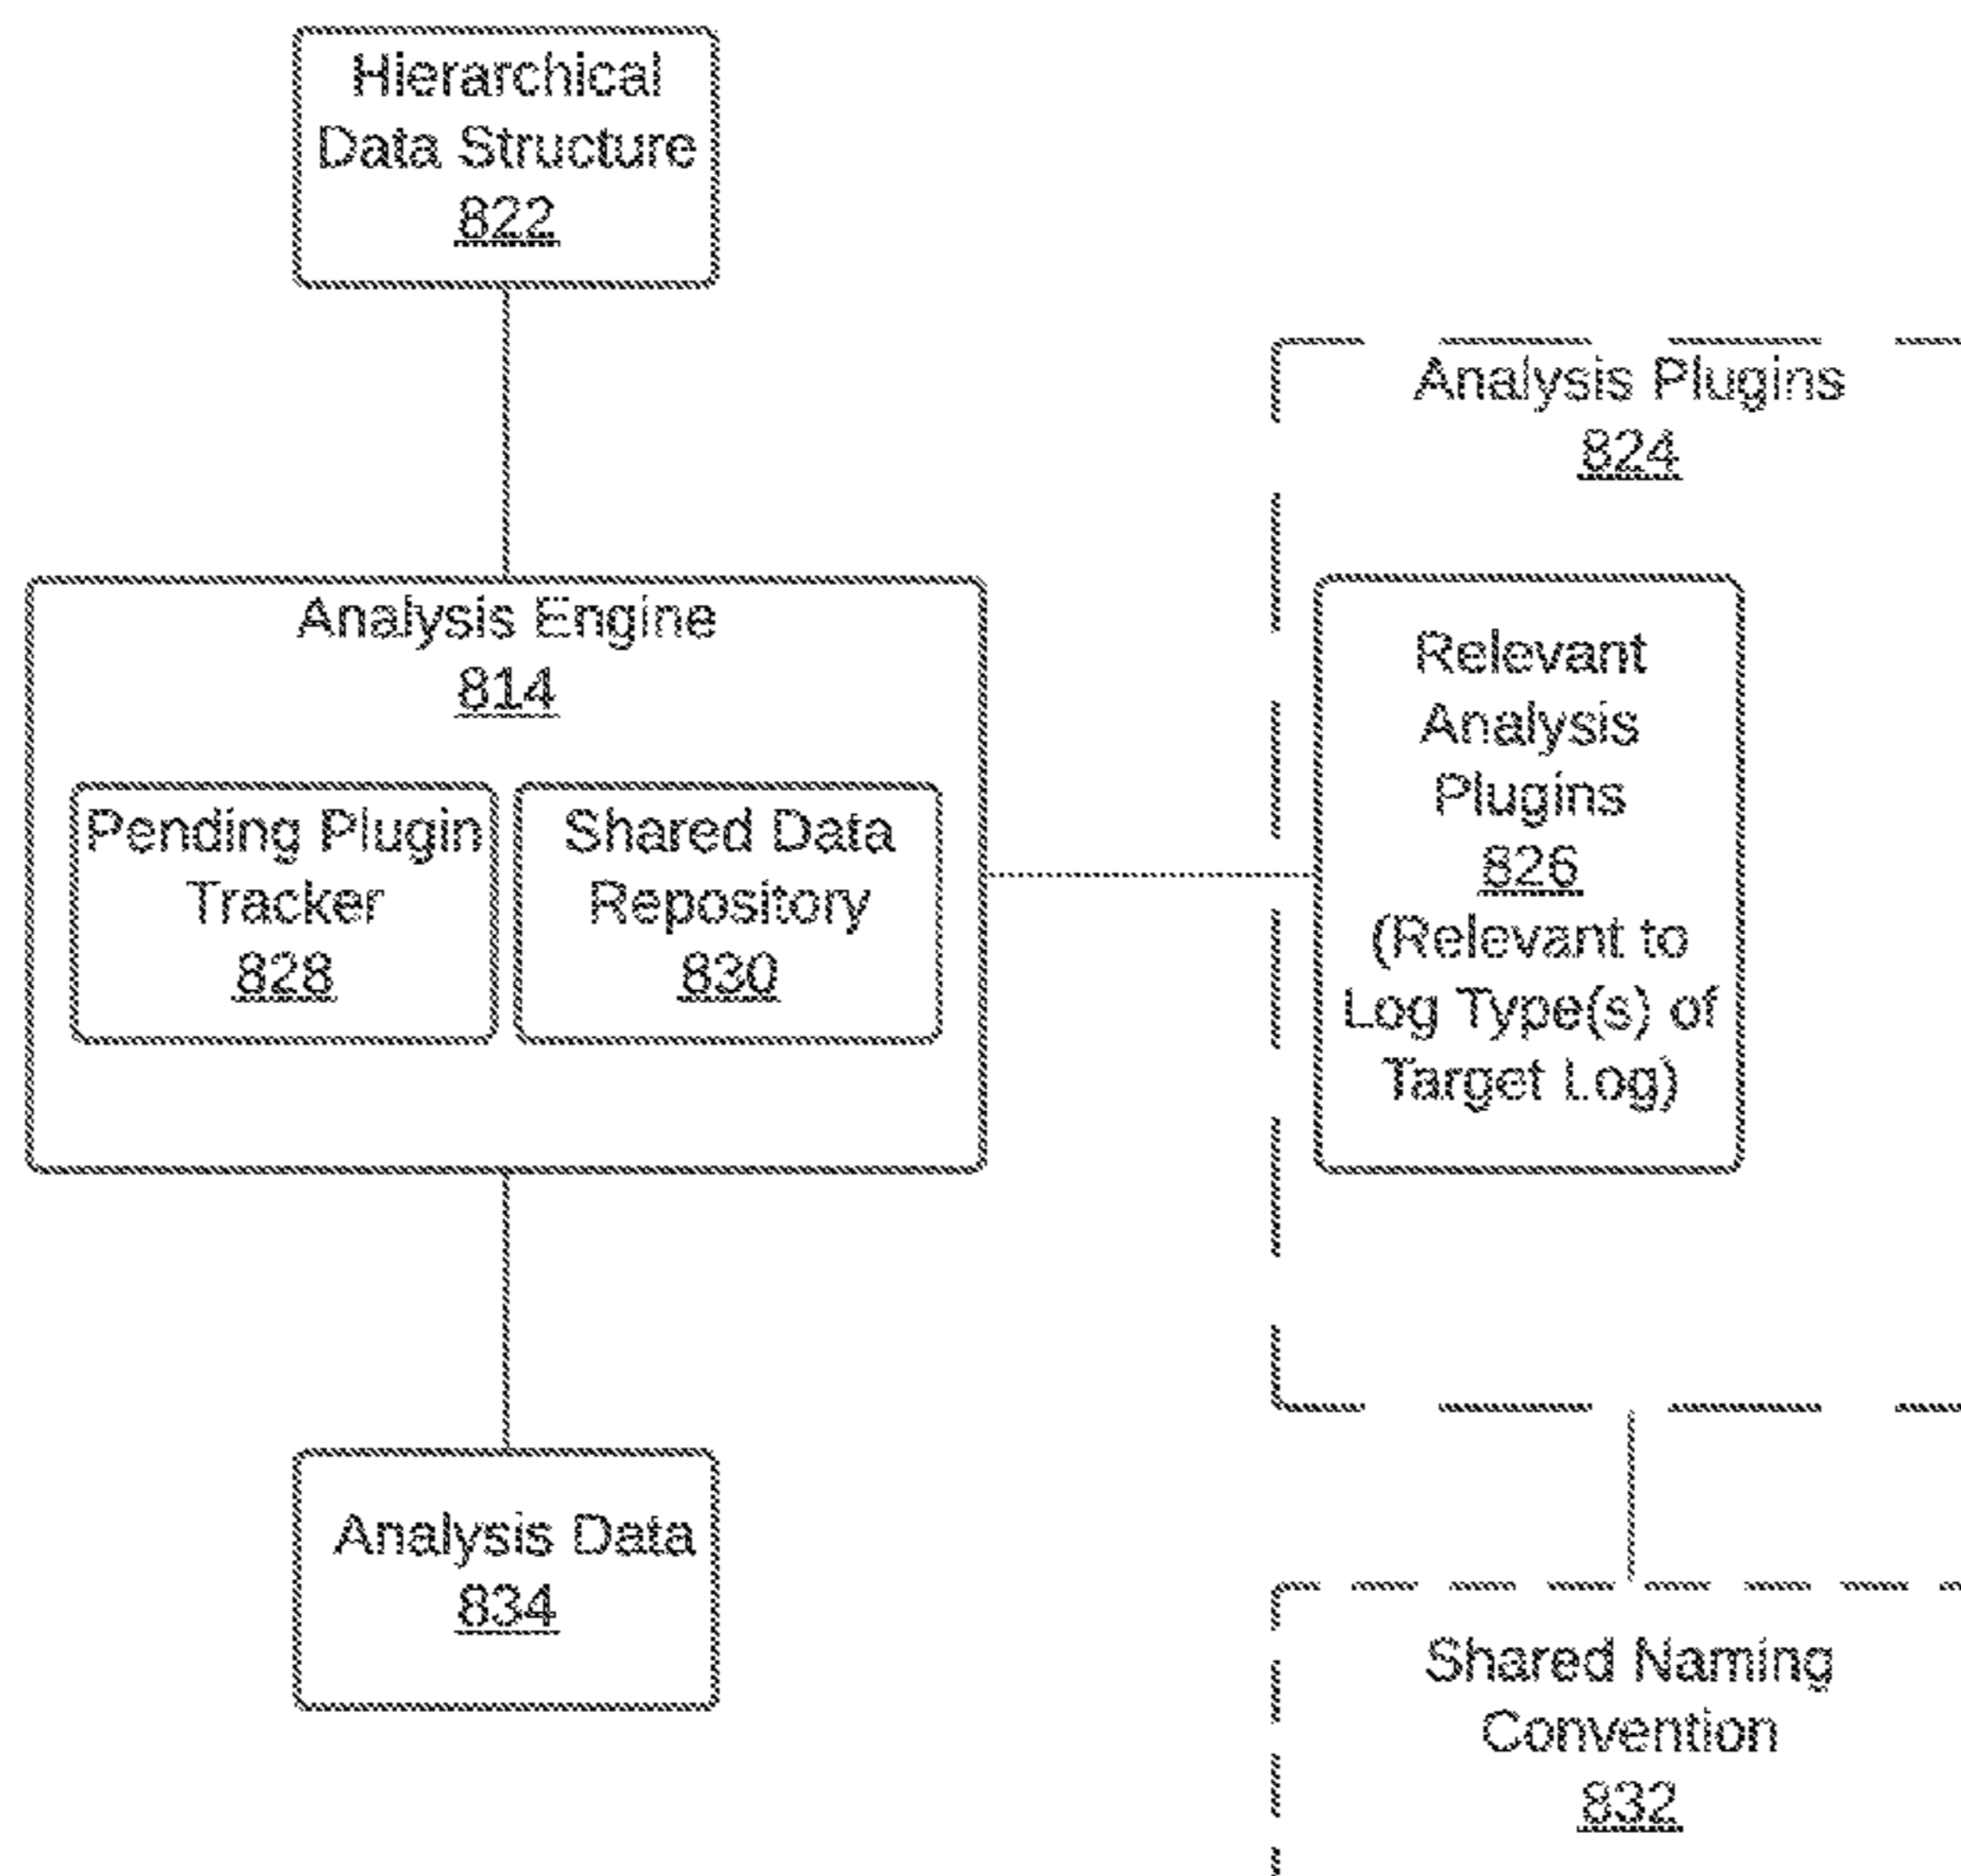 Hierarchical
Data Structure
822
Analysis Plugins
824
Analysis Engine
814
Pending Plugin
Tracker
828
Shared Data
Repository
830
Relevant
Analysis
Plugins
826
(Relevant to
Log Type(s) of
Target Log)
Analysis Data
834
Shared Naming
Convention
832